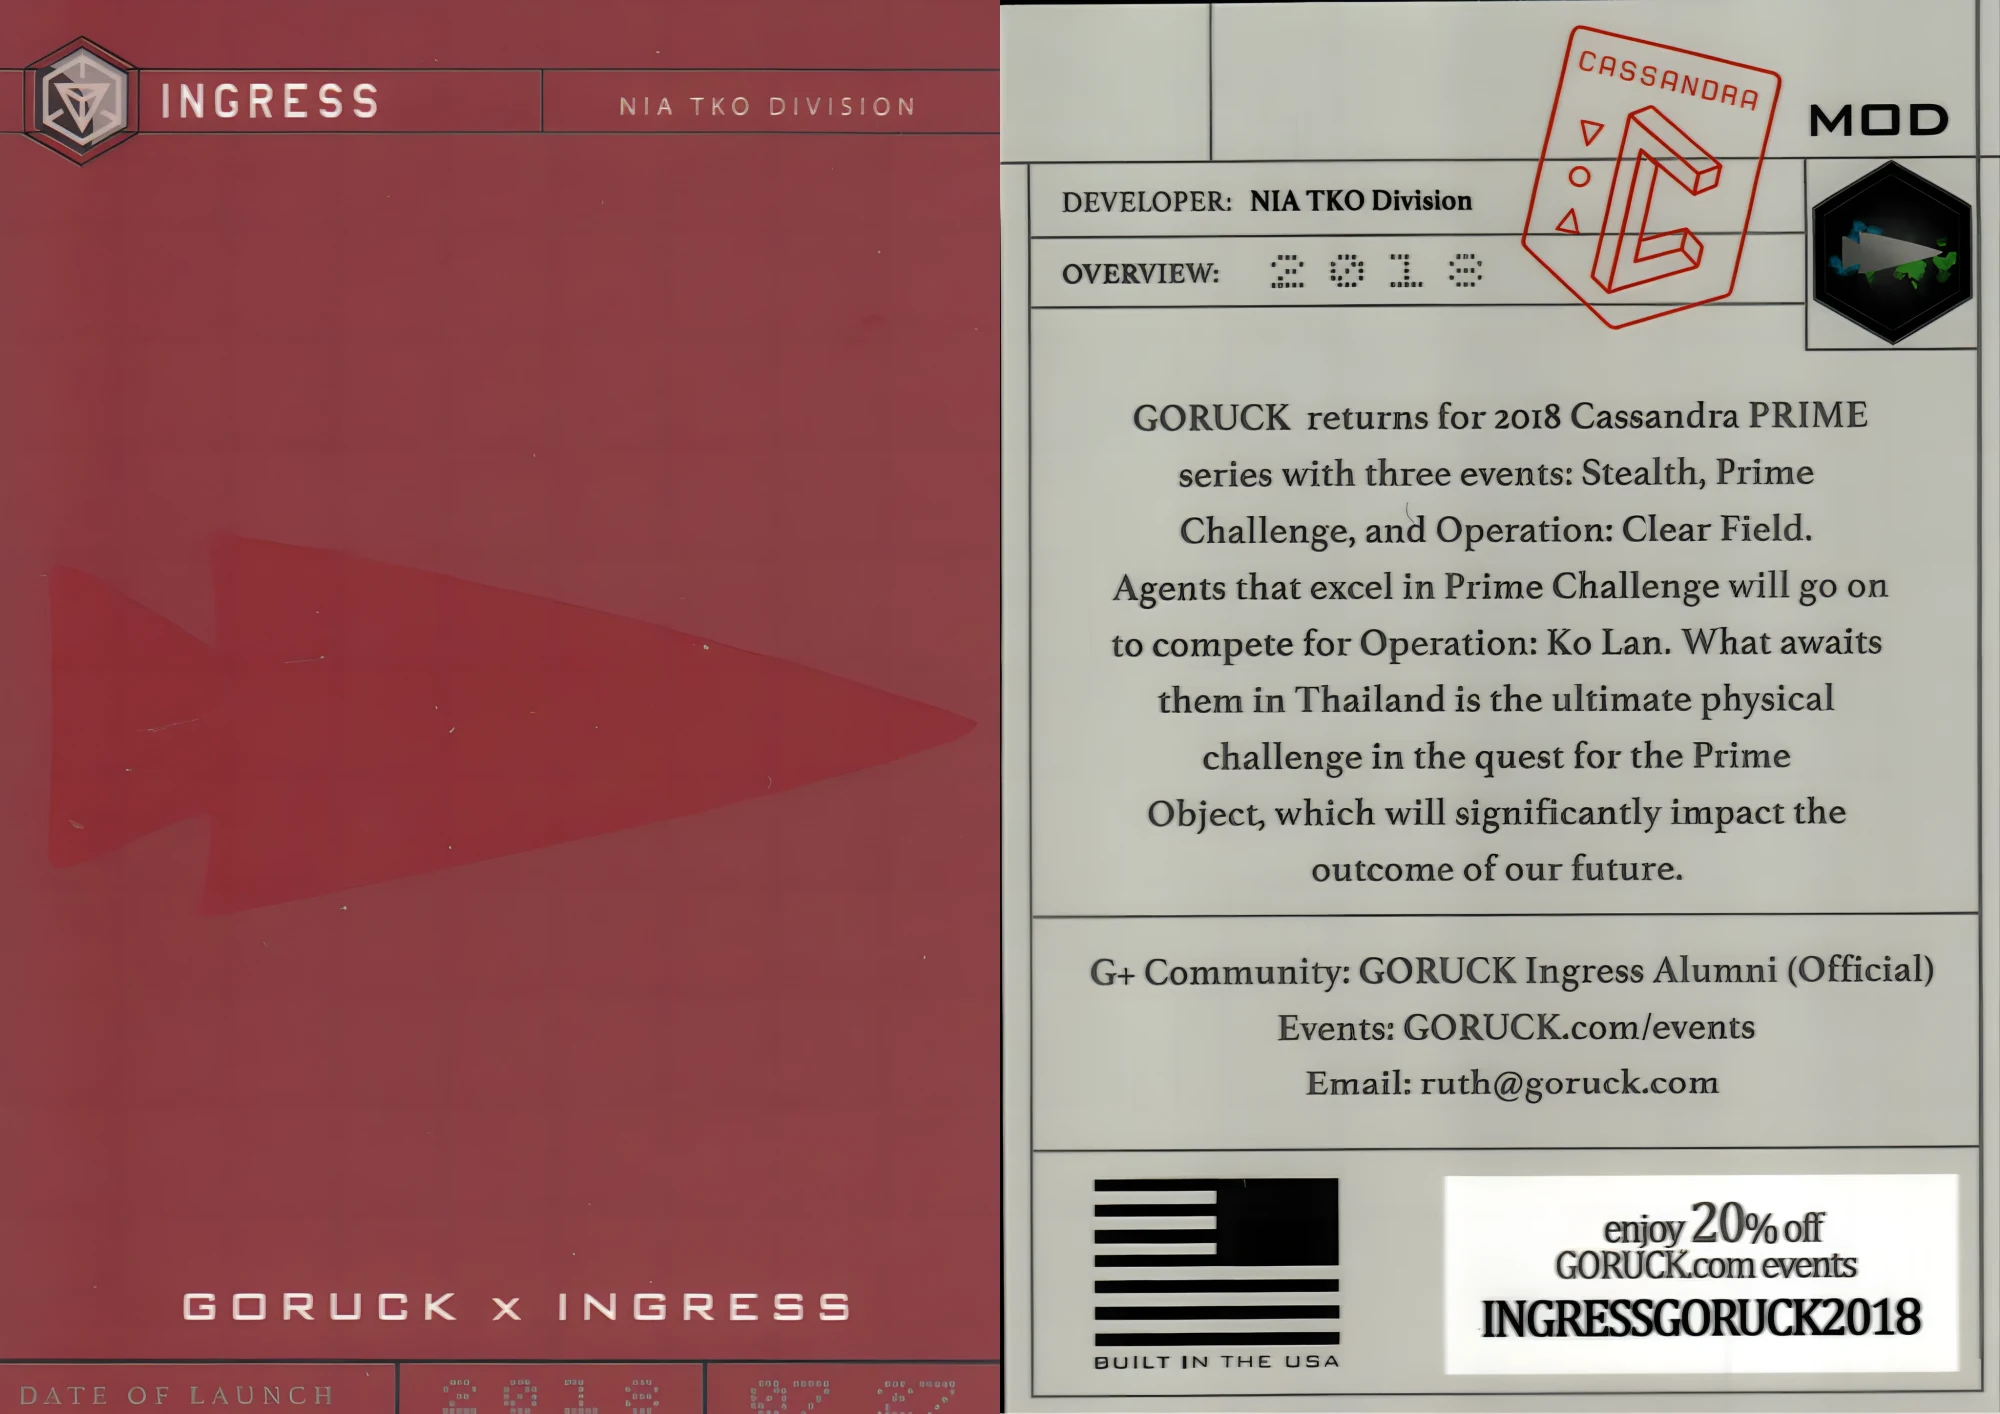 INGRESS
NIA TKO DIVISION
GORUCK x INGRESS
DATE OF LAUNCH
2018 07 27
CASSANDRA
MOD
DEVELOPER: NIA TKO Division
OVERVIEW: 2018
GORUCK returns for 2018 Cassandra PRIME
series with three events: Stealth, Prime
Challenge, and Operation: Clear Field.
Agents that excel in Prime Challenge will go on
to compete for Operation: Ko Lan. What awaits
them in Thailand is the ultimate physical
challenge in the quest for the Prime
Object, which will significantly impact the
outcome of our future.
G+ Community: GORUCK Ingress Alumni (Official)
Events: GORUCK.com/events
Email: ruth@goruck.com
BUILT IN THE USA
enjoy 20% off
GORUCK.com events
INGRESSGORUCK2018